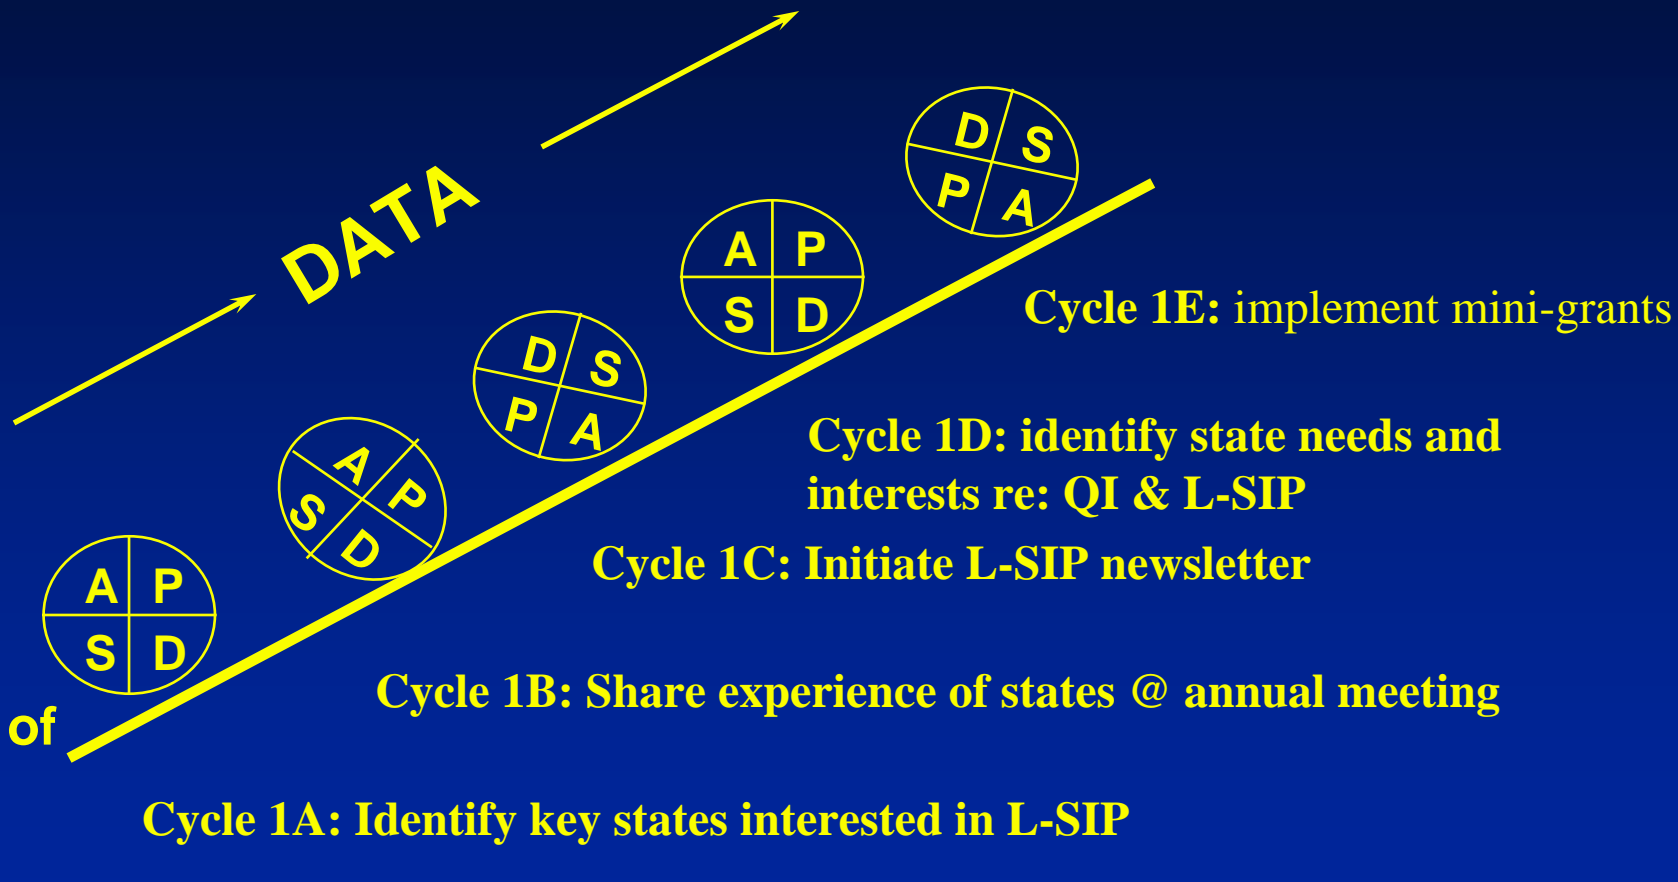 DATA
D S
P A
A P
S D
D S
P A
A P
S D
A P
S D
of
Cycle 1E: implement mini-grants
Cycle 1D: identify state needs and
interests re: QI & L-SIP
Cycle 1C: Initiate L-SIP newsletter
Cycle 1B: Share experience of states @ annual meeting
Cycle 1A: Identify key states interested in L-SIP